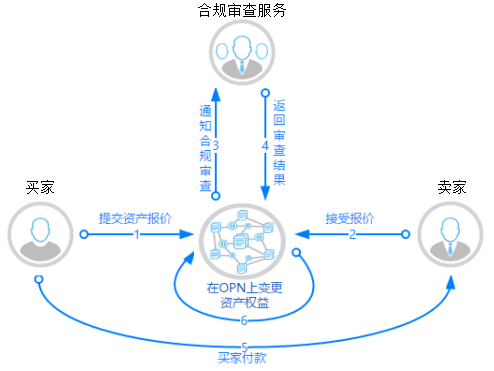 合规审查服务
通知合规审查
3
返回审查结果
4
买家
卖家
提交资产报价
1
接受报价
2
在OPN上变更
资产权益
6
5
买家付款